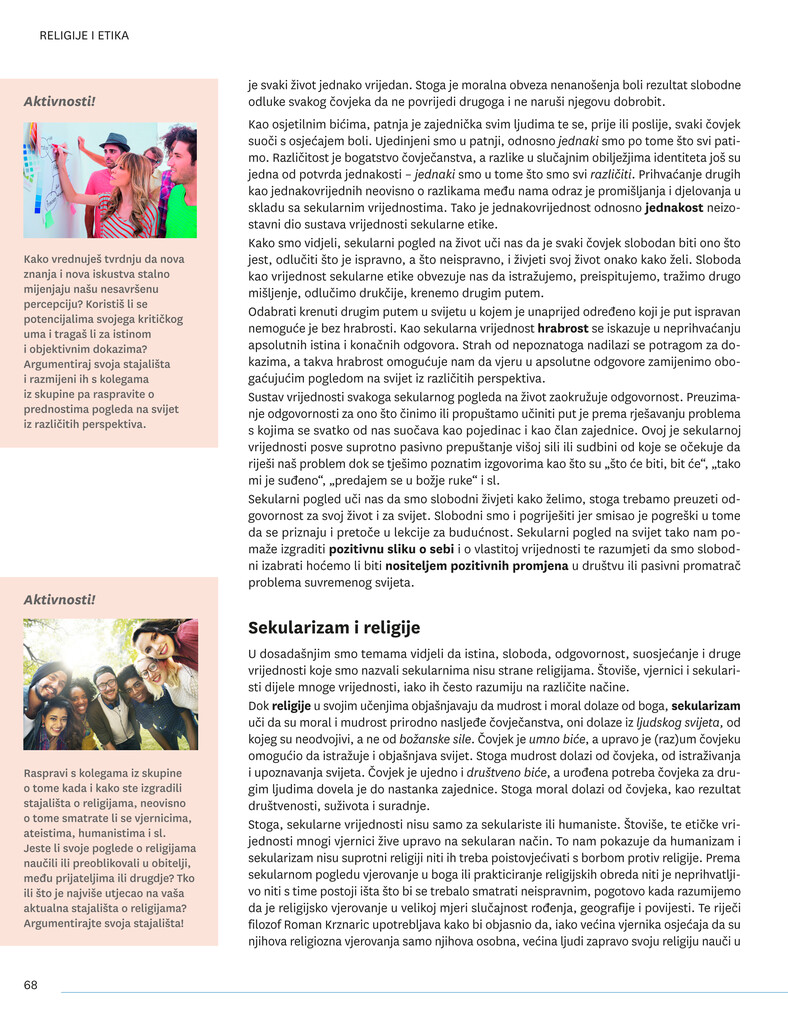 RELIGIJE I ETIKA
Aktivnosti!
Kako vrednuješ tvrdnju da nova
znanja i nova iskustva stalno
mijenjaju našu nesavršenu
percepciju? Koristiš li se
potencijalima svojega kritičkog
uma i tragaš li za istinom
i objektivnim dokazima?
Argumentiraj svoja stajališta
i razmijeni ih s kolegama
iz skupine pa raspravite o
prednostima pogleda na svijet
iz različitih perspektiva.
Aktivnosti!
Raspravi s kolegama iz skupine
o tome kada i kako ste izgradili
stajališta o religijama, neovisno
o tome smatrate li se vjernicima,
ateistima, humanistima i sl.
Jeste li svoje poglede o religijama
naučili ili preoblikovali u obitelji,
među prijateljima ili drugdje? Tko
ili što je najviše utjecao na vaša
aktualna stajališta o religijama?
Argumentirajte svoja stajališta!
je svaki život jednako vrijedan. Stoga je moralna obveza nenanošenja boli rezultat slobodne
odluke svakog čovjeka da ne povrijedi drugoga i ne naruši njegovu dobrobit.
Kao osjetilnim bićima, patnja je zajednička svim ljudima te se, prije ili poslije, svaki čovjek
suoči s osjećajem boli. Ujedinjeni smo u patnji, odnosno jednaki smo po tome što svi pati-
mo. Različitost je bogatstvo čovječanstva, a razlike u slučajnim obilježjima identiteta još su
jedna od potvrda jednakosti – jednaki smo u tome što smo svi različiti. Prihvaćanje drugih
kao jednakovrijednih neovisno o razlikama među nama odraz je promišljanja i djelovanja u
skladu sa sekularnim vrijednostima. Tako je jednakovrijednost odnosno jednakost neizo-
stavni dio sustava vrijednosti sekularne etike.
Kako smo vidjeli, sekularni pogled na život uči nas da je svaki čovjek slobodan biti ono što
jest, odlučiti što je ispravno, a što neispravno, i živjeti svoj život onako kako želi. Sloboda
kao vrijednost sekularne etike obvezuje nas da istražujemo, preispitujemo, tražimo drugo
mišljenje, odlučimo drukčije, krenemo drugim putem.
Odabrati krenuti drugim putem u svijetu u kojem je unaprijed određeno koji je put ispravan
nemoguće je bez hrabrosti. Kao sekularna vrijednost hrabrost se iskazuje u neprihvaćanju
apsolutnih istina i konačnih odgovora. Strah od nepoznatoga nadilazi se potragom za do-
kazima, a takva hrabrost omogućuje nam da vjeru u apsolutne odgovore zamijenimo obo-
gaćujućim pogledom na svijet iz različitih perspektiva.
Sustav vrijednosti svakoga sekularnog pogleda na život zaokružuje odgovornost. Preuzima-
nje odgovornosti za ono što činimo ili propuštamo učiniti put je prema rješavanju problema
s kojima se svatko od nas suočava kao pojedinac i kao član zajednice. Ovoj je sekularnoj
vrijednosti posve suprotno pasivno prepuštanje višoj sili ili sudbini od koje se očekuje da
riješi naš problem dok se tješimo poznatim izgovorima kao što su „što će biti, bit će“, „tako
mi je suđeno“, „predajem se u božje ruke“ i sl.
Sekularni pogled uči nas da smo slobodni živjeti kako želimo, stoga trebamo preuzeti od-
govornost za svoj život i za svijet. Slobodni smo i pogriješiti jer smisao je pogreški u tome
da se priznaju i pretoče u lekcije za budućnost. Sekularni pogled na svijet tako nam po-
maže izgraditi pozitivnu sliku o sebi i o vlastitoj vrijednosti te razumjeti da smo slobod-
ni izabrati hoćemo li biti nositeljem pozitivnih promjena u društvu ili pasivni promatrač
problema suvremenog svijeta.
Sekularizam i religije
U dosadašnjim smo temama vidjeli da istina, sloboda, odgovornost, suosjećanje i druge
vrijednosti koje smo nazvali sekularnima nisu strane religijama. Štoviše, vjernici i sekulari-
sti dijele mnoge vrijednosti, iako ih često razumiju na različite načine.
Dok religije u svojim učenjima objašnjavaju da mudrost i moral dolaze od boga, sekularizam
uči da su moral i mudrost prirodno nasljeđe čovječanstva, oni dolaze iz ljudskog svijeta, od
kojeg su neodvojivi, a ne od božanske sile. Čovjek je umno biće, a upravo je (raz)um čovjeku
omogućio da istražuje i objašnjava svijet. Stoga mudrost dolazi od čovjeka, od istraživanja
i upoznavanja svijeta. Čovjek je ujedno i društveno biće, a urođena potreba čovjeka za dru-
gim ljudima dovela je do nastanka zajednice. Stoga moral dolazi od čovjeka, kao rezultat
društvenosti, suživota i suradnje.
Stoga, sekularne vrijednosti nisu samo za sekulariste ili humaniste. Štoviše, te etičke vri-
jednosti mnogi vjernici žive upravo na sekularan način. To nam pokazuje da humanizam i
sekularizam nisu suprotni religiji niti ih treba poistovjećivati s borbom protiv religije. Prema
sekularnom pogledu vjerovanje u boga ili prakticiranje religijskih obreda niti je neprihvatlji-
vo niti s time postoji išta što bi se trebalo smatrati neispravnim, pogotovo kada razumijemo
da je religijsko vjerovanje u velikoj mjeri slučajnost rođenja, geografije i povijesti. Te riječi
filozof Roman Krznaric upotrebljava kako bi objasnio da, iako većina vjernika osjećaja da su
njihova religiozna vjerovanja samo njihova osobna, većina ljudi zapravo svoju religiju nauči u
68